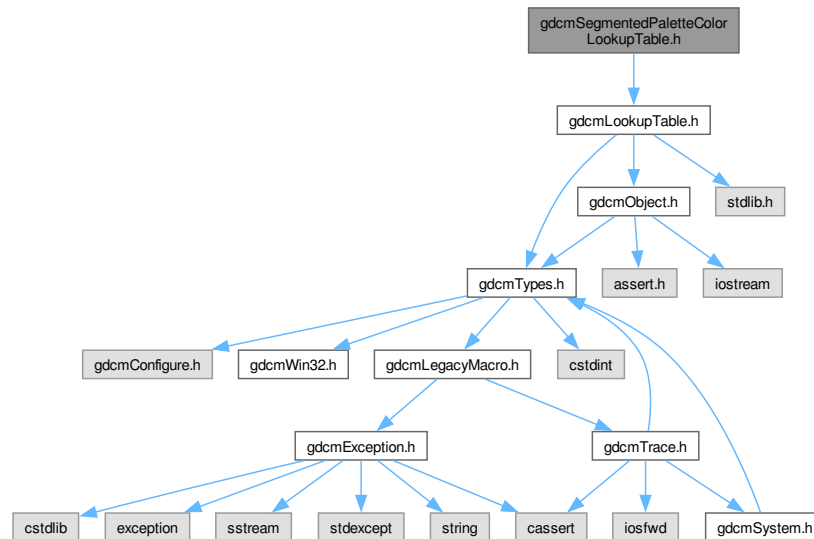 gdcmSegmentedPaletteColor
LookupTable.h
gdcmLookupTable.h
gdcmObject.h
stdlib.h
gdcmTypes.h
assert.h
iostream
gdcmConfigure.h
gdcmWin32.h
gdcmLegacyMacro.h
cstdint
gdcmException.h
gdcmTrace.h
cstdlib
exception
sstream
stdexcept
string
cassert
iosfwd
gdcmSystem.h